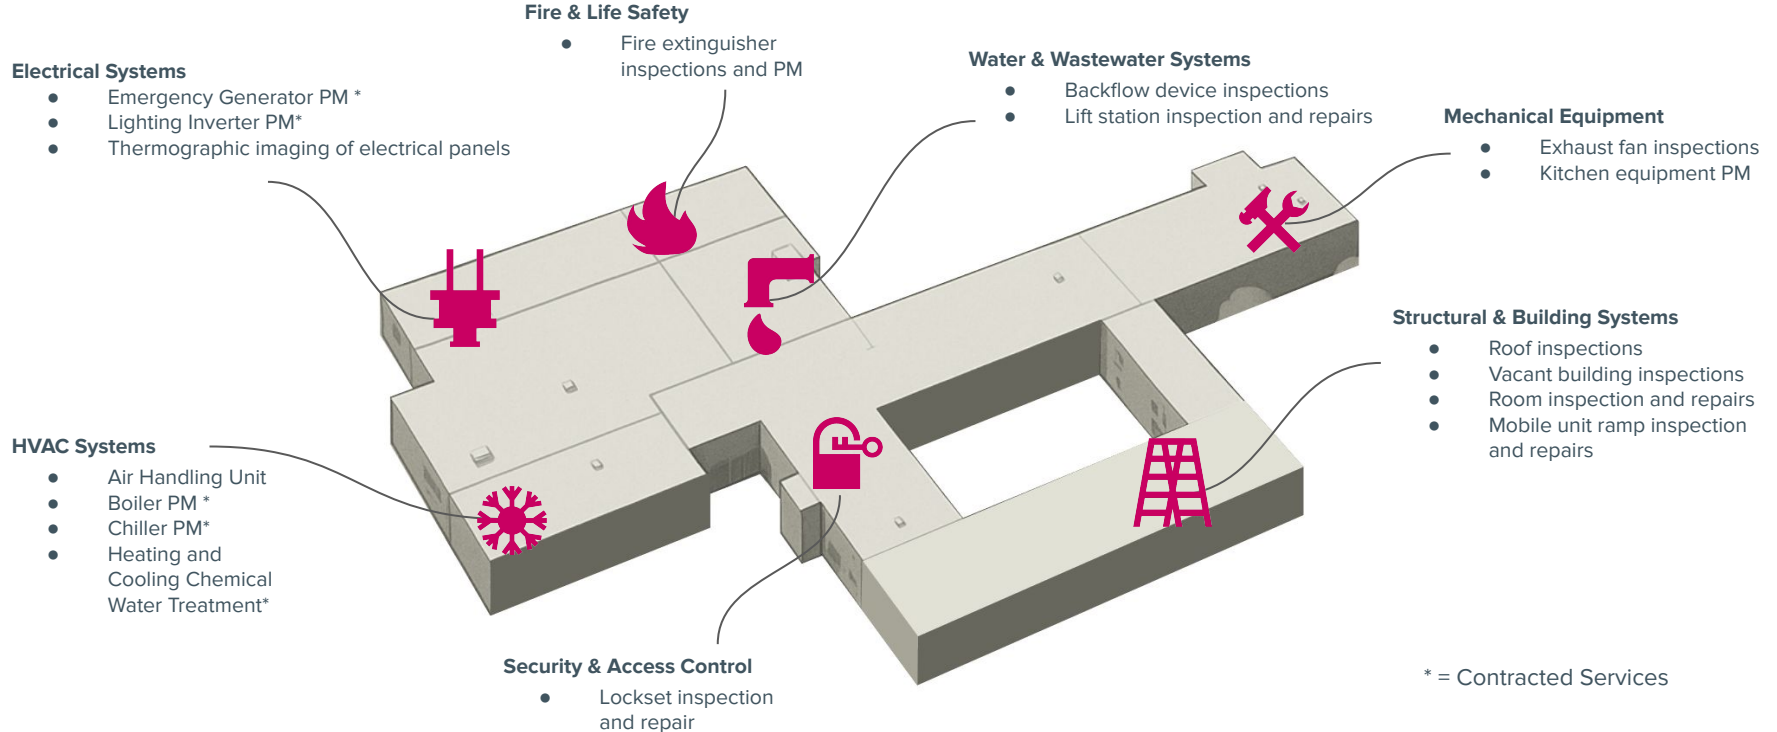 Fire & Life Safety
● Fire extinguisher
inspections and PM
Electrical Systems
● Emergency Generator PM *
● Lighting Inverter PM*
● Thermographic imaging of electrical panels
Water & Wastewater Systems
● Backflow device inspections
● Lift station inspection and repairs
Mechanical Equipment
● Exhaust fan inspections
● Kitchen equipment PM
Structural & Building Systems
● Roof inspections
● Vacant building inspections
● Room inspection and repairs
● Mobile unit ramp inspection
and repairs
HVAC Systems
● Air Handling Unit
● Boiler PM *
● Chiller PM*
● Heating and
Cooling Chemical
Water Treatment*
Security & Access Control
● Lockset inspection
and repair
* = Contracted Services